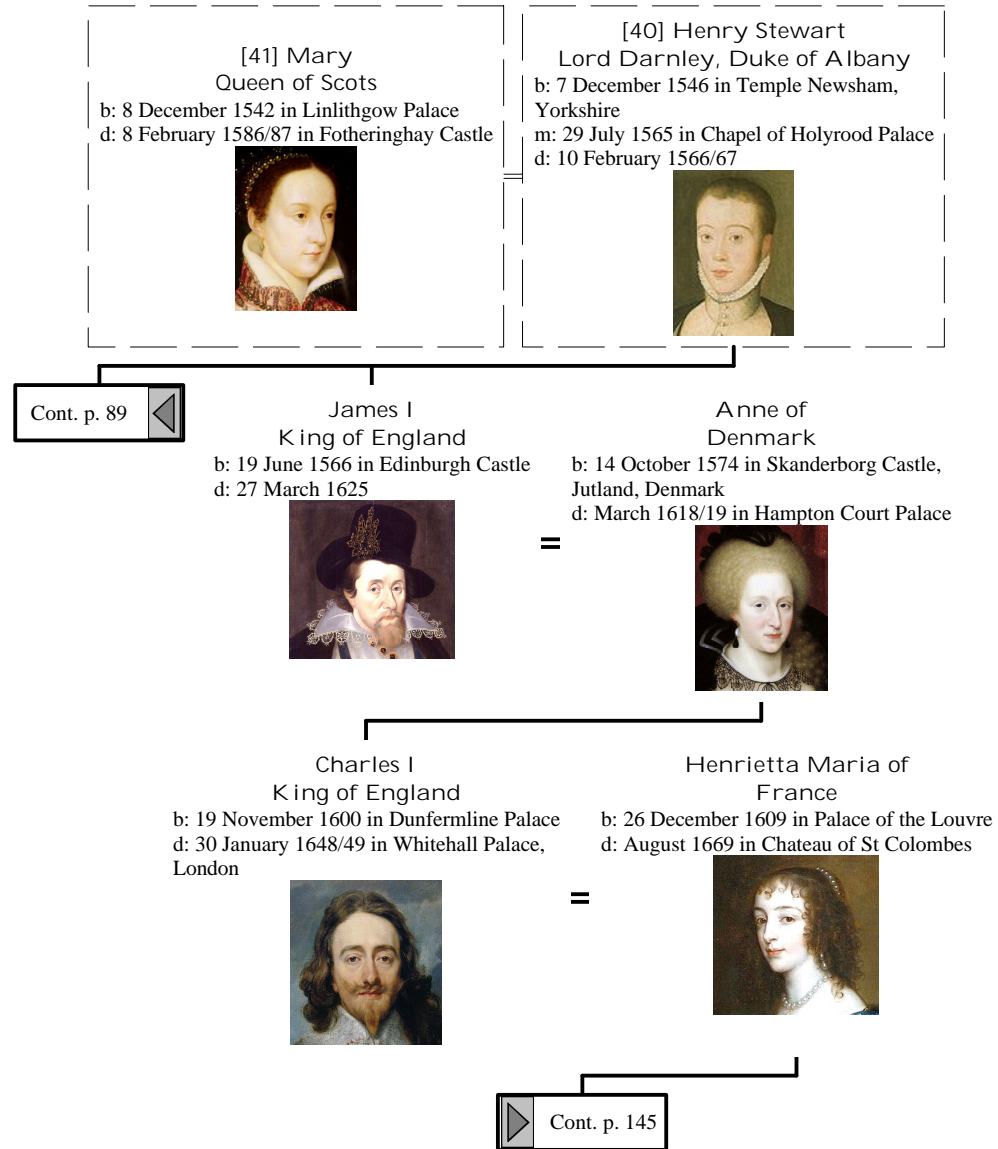 [41] Mary
Queen of Scots
b: 8 December 1542 in Linlithgow Palace
d: 8 February 1586/87 in Fotheringhay Castle
[40] Henry Stewart
Lord Darnley, Duke of Albany
b: 7 December 1546 in Temple Newsham,
Yorkshire
m: 29 July 1565 in Chapel of Holyrood Palace
d: 10 February 1566/67
Cont. p. 89
James I
King of England
b: 19 June 1566 in Edinburgh Castle
d: 27 March 1625
=
Anne of
Denmark
b: 14 October 1574 in Skanderborg Castle,
Jutland, Denmark
d: March 1618/19 in Hampton Court Palace
Charles I
King of England
b: 19 November 1600 in Dunfermline Palace
d: 30 January 1648/49 in Whitehall Palace,
London
=
Henrietta Maria of
France
b: 26 December 1609 in Palace of the Louvre
d: August 1669 in Chateau of St Colombes
Cont. p. 145